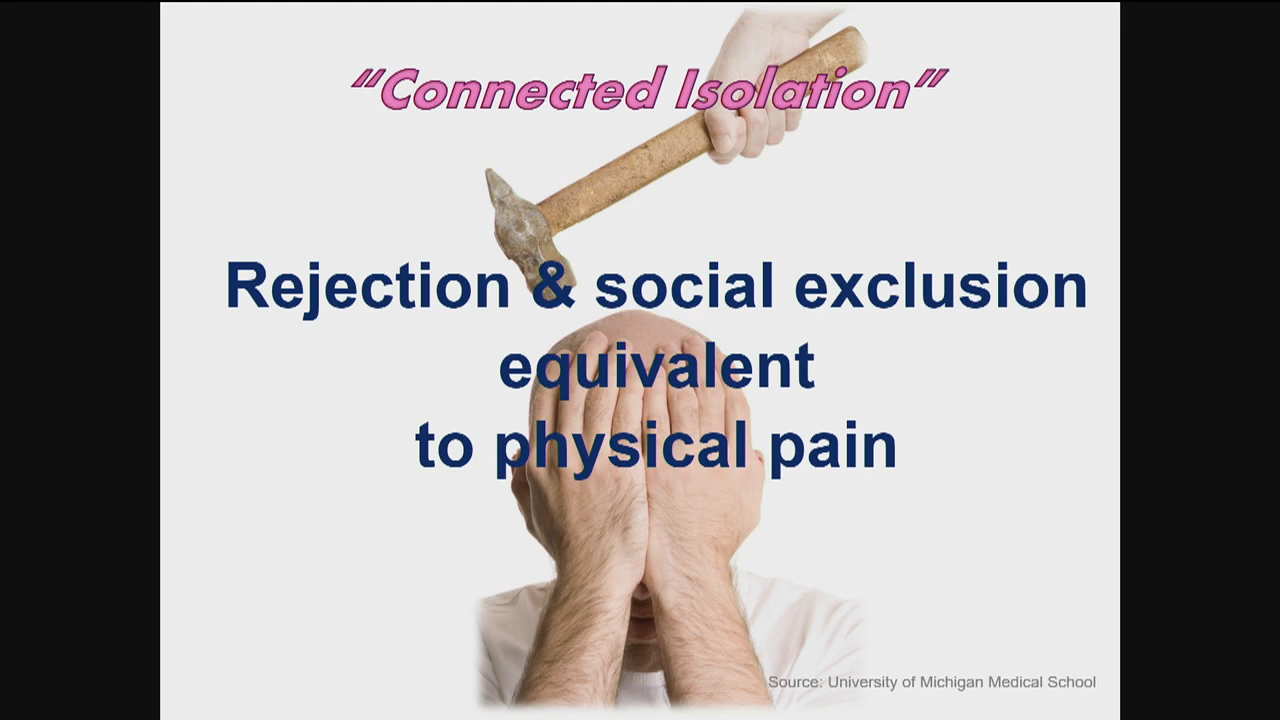 “Connected Isolation”
Rejection & social exclusion
equivalent
to physical pain
Source: University of Michigan Medical School